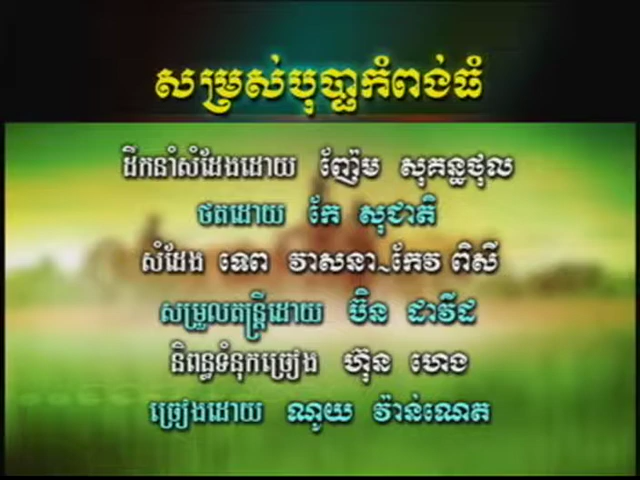 សម្រស់បុប្ផាកំពង់ធំ
ដឹកនាំសំដែងដោយ ញ៉ែម សុគន្ធថុល
ថតដោយ កែ សុជាតិ
សំដែង ទេព វាសនា~កែវ ពិសី
សម្រួលតន្ត្រីដោយ ប៊ិន ដាវីដ
និពន្ធទំនុកច្រៀង ហ៊ុន ហេង
ច្រៀងដោយ ណូយ វ៉ាន់ណេត